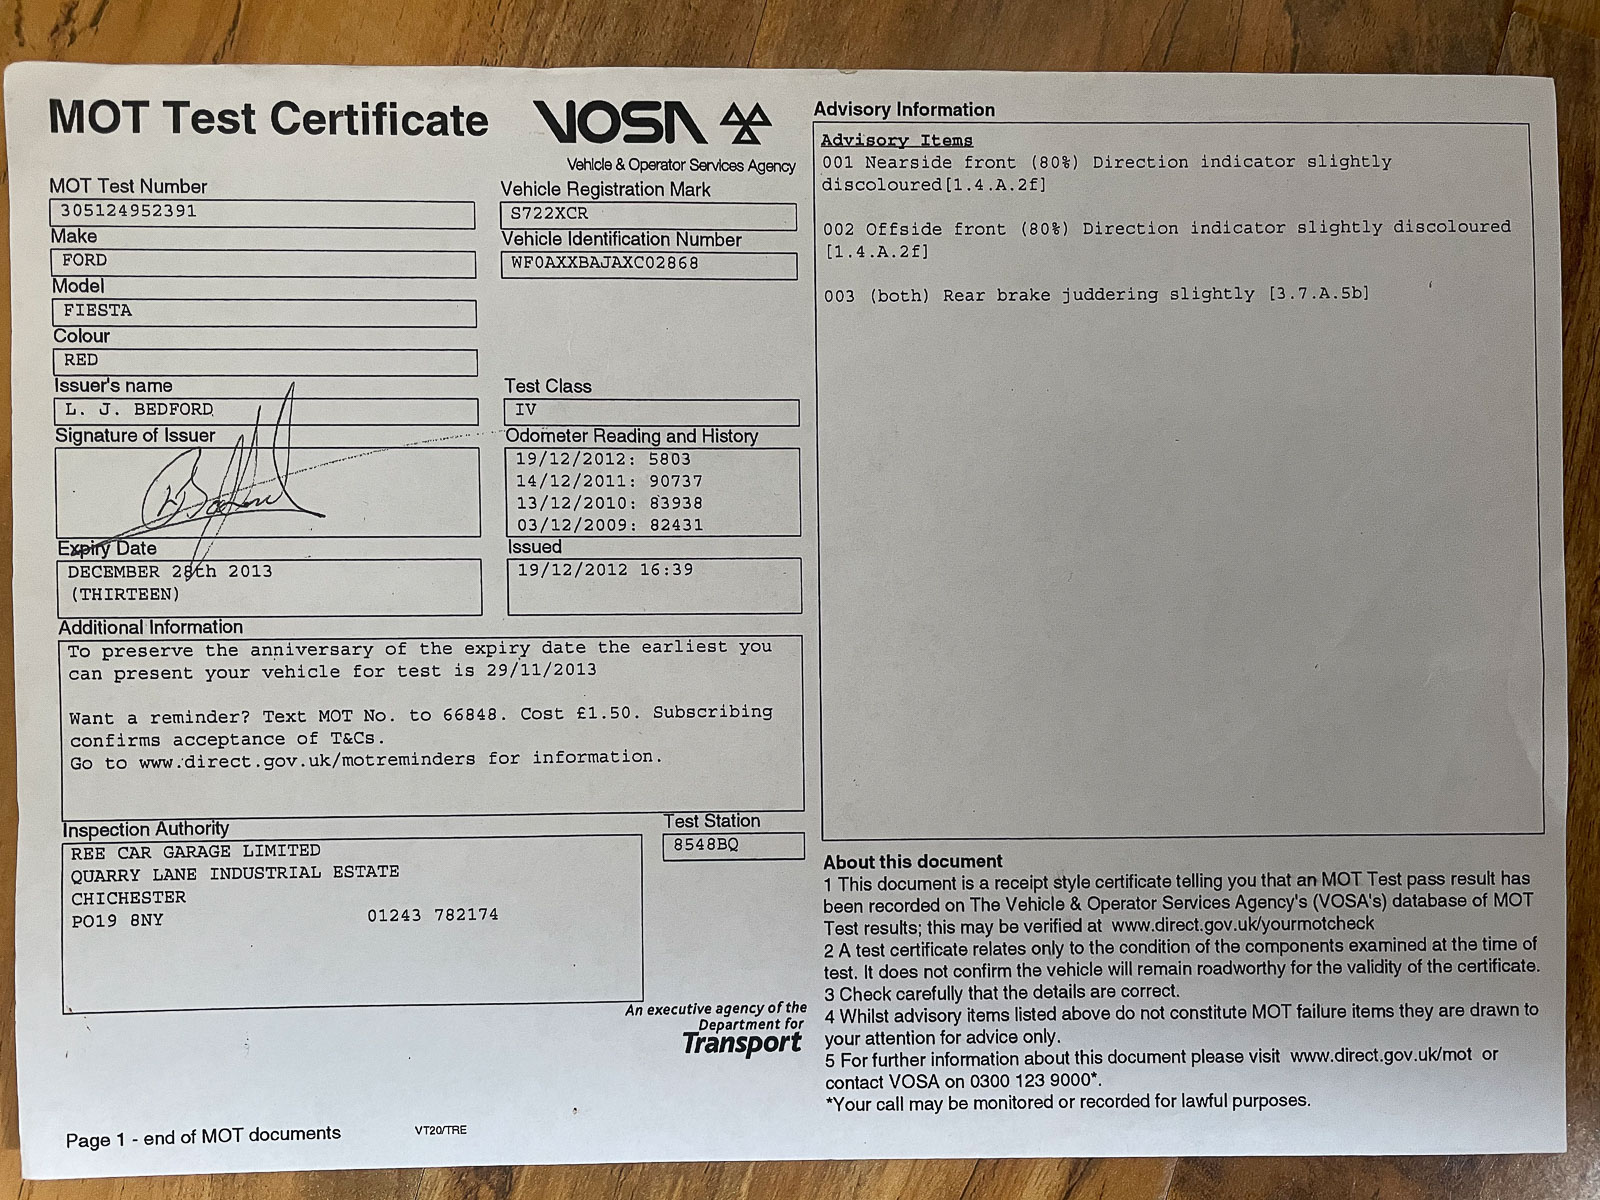 MOT Test Certificate
VOSA
Vehicle & Operator Services Agency
MOT Test Number
305124952391
Vehicle Registration Mark
S722XCR
Make
FORD
Vehicle Identification Number
WF0AXXBAJAXC02868
Model
FIESTA
Colour
RED
Issuer's name
L. J. BEDFORD
Test Class
IV
Signature of Issuer
Odometer Reading and History
19/12/2012: 5803
14/12/2011: 90737
13/12/2010: 83938
03/12/2009: 82431
Expiry Date
DECEMBER 28th 2013
(THIRTEEN)
Issued
19/12/2012 16:39
Additional Information
To preserve the anniversary of the expiry date the earliest you
can present your vehicle for test is 29/11/2013
Want a reminder? Text MOT No. to 66848. Cost £1.50. Subscribing
confirms acceptance of T&Cs.
Go to www.direct.gov.uk/motreminders for information.
Inspection Authority
REE CAR GARAGE LIMITED
QUARRY LANE INDUSTRIAL ESTATE
CHICHESTER
PO19 8NY 01243 782174
Test Station
8548BQ
An executive agency of the
Department for
Transport
Page 1 - end of MOT documents
VT20/TRE
Advisory Information
Advisory Items
001 Nearside front (80%) Direction indicator slightly
discoloured[1.4.A.2f]
002 Offside front (80%) Direction indicator slightly discoloured
[1.4.A.2f]
003 (both) Rear brake juddering slightly [3.7.A.5b]
About this document
1 This document is a receipt style certificate telling you that an MOT Test pass result has
been recorded on The Vehicle & Operator Services Agency's (VOSA's) database of MOT
Test results; this may be verified at www.direct.gov.uk/yourmotcheck
2 A test certificate relates only to the condition of the components examined at the time of
test. It does not confirm the vehicle will remain roadworthy for the validity of the certificate.
3 Check carefully that the details are correct.
4 Whilst advisory items listed above do not constitute MOT failure items they are drawn to
your attention for advice only.
5 For further information about this document please visit www.direct.gov.uk/mot or
contact VOSA on 0300 123 9000*.
*Your call may be monitored or recorded for lawful purposes.